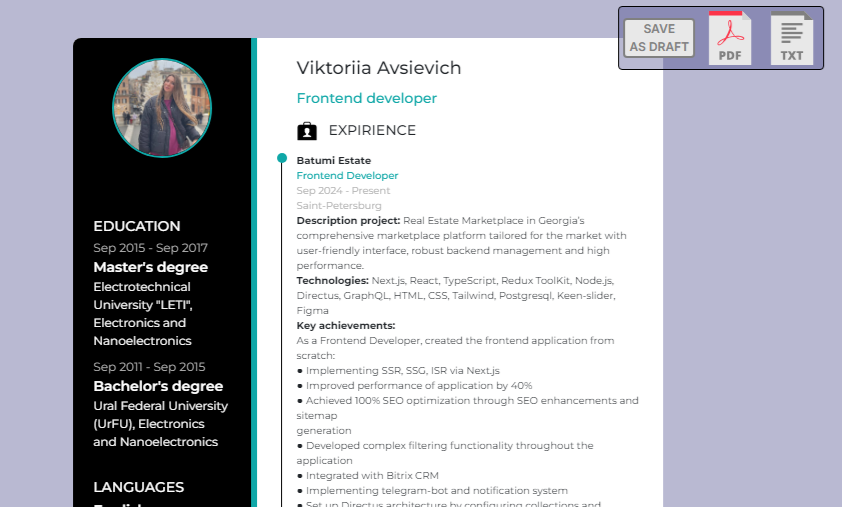 SAVE
AS DRAFT
PDF
TXT
Viktoriia Avsievich
Frontend developer
EXPIRIENCE
Batumi Estate
Frontend Developer
Sep 2024 - Present
Saint-Petersburg
Description project: Real Estate Marketplace in Georgia's
comprehensive marketplace platform tailored for the market with
user-friendly interface, robust backend management and high
performance.
Technologies: Next.js, React, TypeScript, Redux ToolKit, Node.js,
Directus, GraphQL, HTML, CSS, Tailwind, Postgresql, Keen-slider,
Figma
Key achievements:
As a Frontend Developer, created the frontend application from
scratch:
● Implementing SSR, SSG, ISR via Next.js
● Improved performance of application by 40%
● Achieved 100% SEO optimization through SEO enhancements and
sitemap
generation
● Developed complex filtering functionality throughout the
application
● Integrated with Bitrix CRM
● Implementing telegram-bot and notification system
● Set up Directus architecture by configuring collections and
EDUCATION
Sep 2015 - Sep 2017
Master's degree
Electrotechnical
University "LETI",
Electronics and
Nanoelectronics
Sep 2011 - Sep 2015
Bachelor's degree
Ural Federal University
(UrFU), Electronics
and Nanoelectronics
LANGUAGES
English